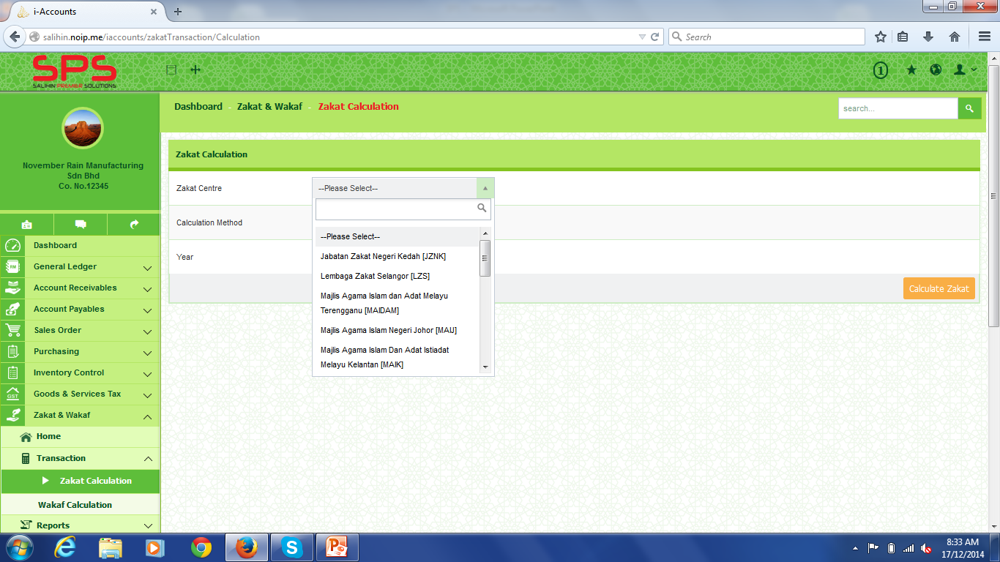 i-Accounts
salihin.noip.me/iaccounts/zakatTransaction/Calculation
Search
SPS
SALIHIN PREMIER SOLUTIONS
1
Dashboard - Zakat & Wakaf - Zakat Calculation
search...
November Rain Manufacturing
Sdn Bhd
Co. No.12345
Zakat Calculation
Zakat Centre
--Please Select--
Calculation Method
Year
--Please Select--
Jabatan Zakat Negeri Kedah [JZNK]
Lembaga Zakat Selangor [LZS]
Majlis Agama Islam dan Adat Melayu
Terengganu [MAIDAM]
Majlis Agama Islam Negeri Johor [MAIJ]
Majlis Agama Islam Dan Adat Istiadat
Melayu Kelantan [MAIK]
Calculate Zakat
Dashboard
RM
General Ledger
Account Receivables
Account Payables
Sales Order
Purchasing
Inventory Control
GST
Goods & Services Tax
Zakat & Wakaf
Home
Transaction
Zakat Calculation
Wakaf Calculation
Reports
8:33 AM
17/12/2014